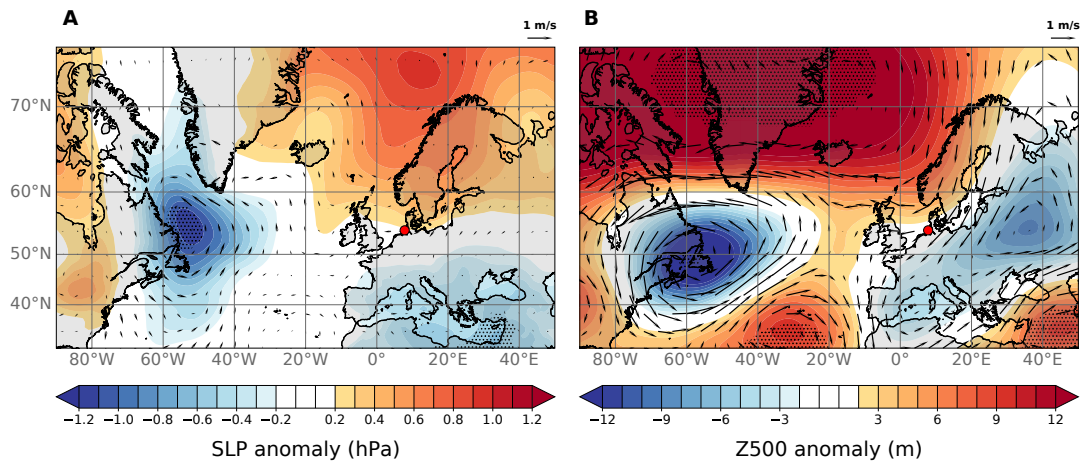 A
B
1 m/s
1 m/s
70°N
60°N
50°N
40°N
80°W 60°W 40°W 20°W 0° 20°E 40°E
80°W 60°W 40°W 20°W 0° 20°E 40°E
−1.2 −1.0 −0.8 −0.6 −0.4 −0.2 0.2 0.4 0.6 0.8 1.0 1.2
−12 −9 −6 −3 3 6 9 12
SLP anomaly (hPa)
Z500 anomaly (m)